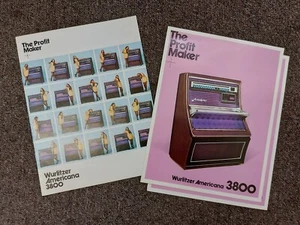 The Profit
Maker
Wurlitzer
Americana
3800
The
Profit
Maker
Wurlitzer Americana 3800